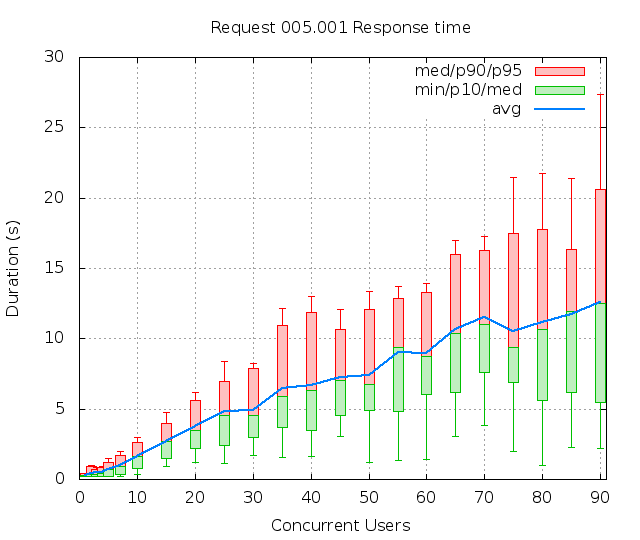 Request 005.001 Response time
med/p90/p95
min/p10/med
avg
30
25
20
15
10
5
0
Duration (s)
0 10 20 30 40 50 60 70 80 90
Concurrent Users